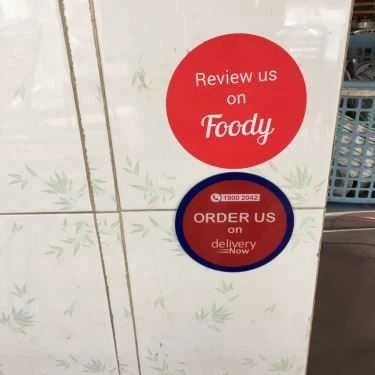 Review us
on
Foody
1900 2042
ORDER US
on
delivery
Now